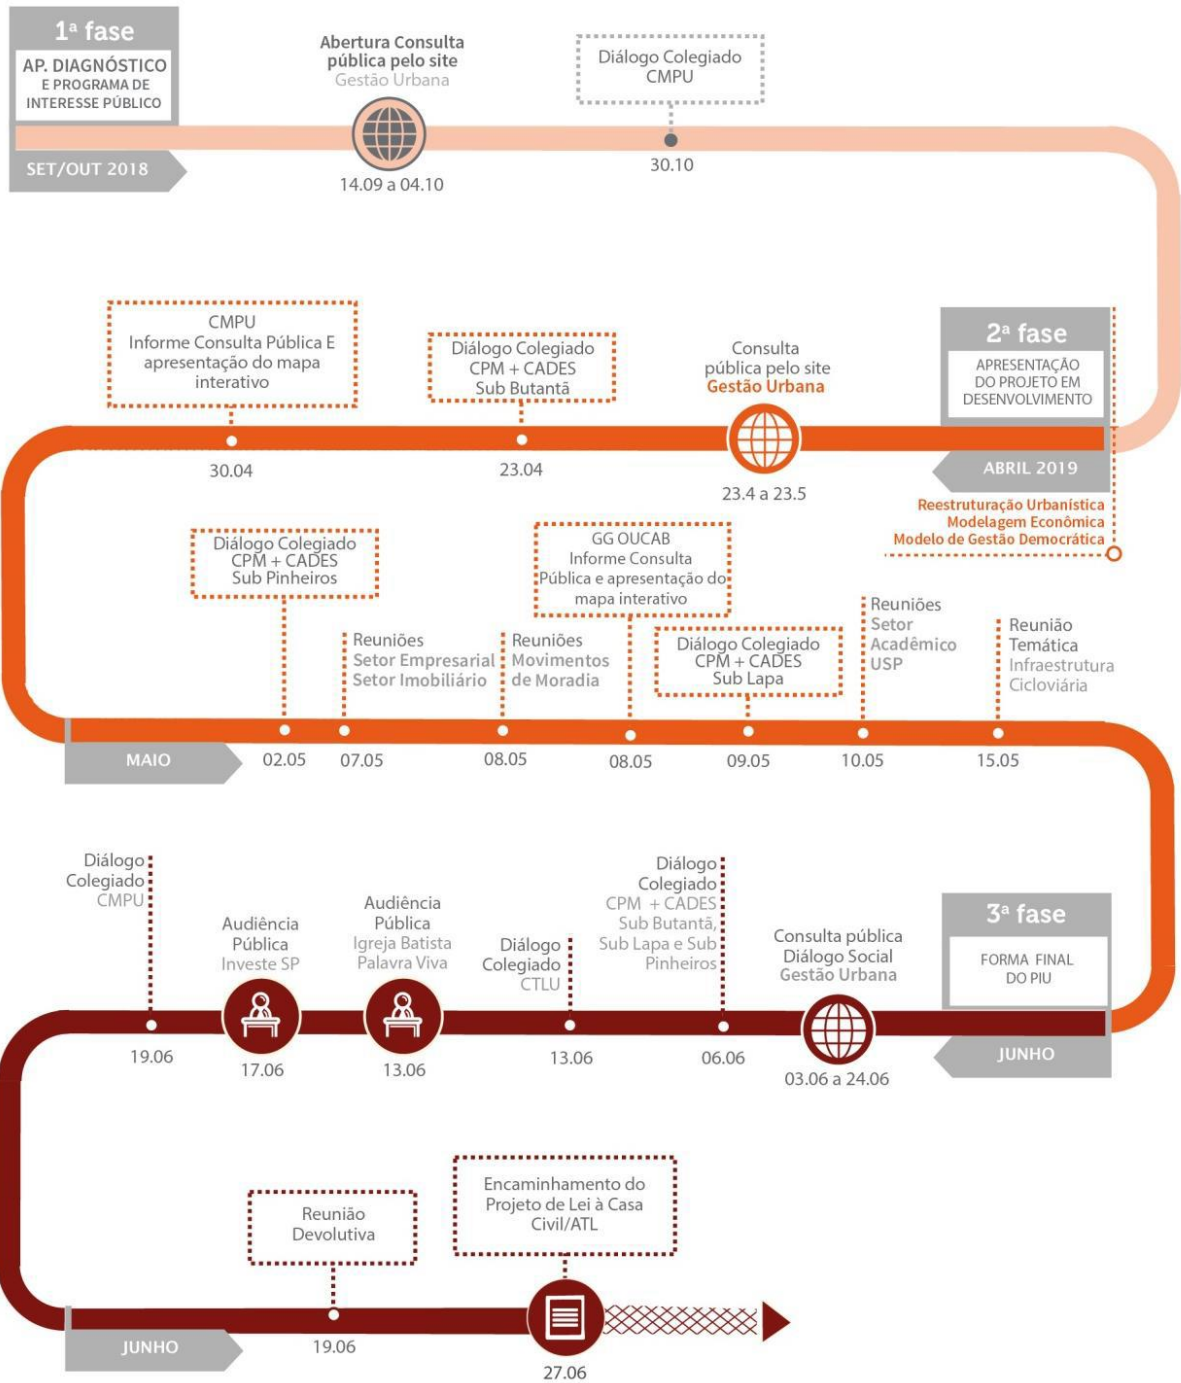 1ª fase
AP. DIAGNÓSTICO
E PROGRAMA DE
INTERESSE PÚBLICO
SET/OUT 2018
Abertura Consulta
pública pelo site
Gestão Urbana
14.09 a 04.10
Diálogo Colegiado
CMPU
30.10
2ª fase
APRESENTAÇÃO
DO PROJETO EM
DESENVOLVIMENTO
ABRIL 2019
Reestruturação Urbanística
Modelagem Econômica
Modelo de Gestão Democrática
Consulta
pública pelo site
Gestão Urbana
23.4 a 23.5
Diálogo Colegiado
CPM + CADES
Sub Butantã
23.04
CMPU
Informe Consulta Pública E
apresentação do mapa
interativo
30.04
MAIO
Diálogo Colegiado
CPM + CADES
Sub Pinheiros
02.05
Reuniões
Setor Empresarial
Setor Imobiliário
07.05
Reuniões
Movimentos
de Moradia
08.05
GG OUCAB
Informe Consulta
Pública e apresentação do
mapa interativo
08.05
Diálogo Colegiado
CPM + CADES
Sub Lapa
09.05
Reuniões
Setor
Acadêmico
USP
10.05
Reunião
Temática
Infraestrutura
Cicloviária
15.05
3ª fase
FORMA FINAL
DO PIU
JUNHO
Consulta pública
Diálogo Social
Gestão Urbana
03.06 a 24.06
Diálogo
Colegiado
CPM + CADES
Sub Butantã,
Sub Lapa e Sub
Pinheiros
06.06
Diálogo
Colegiado
CTLU
13.06
Audiência
Pública
Igreja Batista
Palavra Viva
13.06
Audiência
Pública
Investe SP
17.06
Diálogo
Colegiado
CMPU
19.06
JUNHO
Reunião
Devolutiva
19.06
Encaminhamento do
Projeto de Lei à Casa
Civil/ATL
27.06